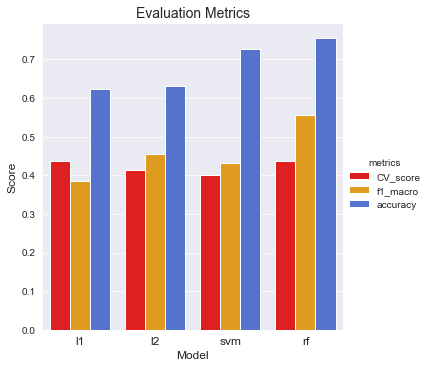 Evaluation Metrics
Score
0.7
0.6
0.5
0.4
0.3
0.2
0.1
0.0
l1
l2
svm
rf
Model
metrics
CV_score
f1_macro
accuracy